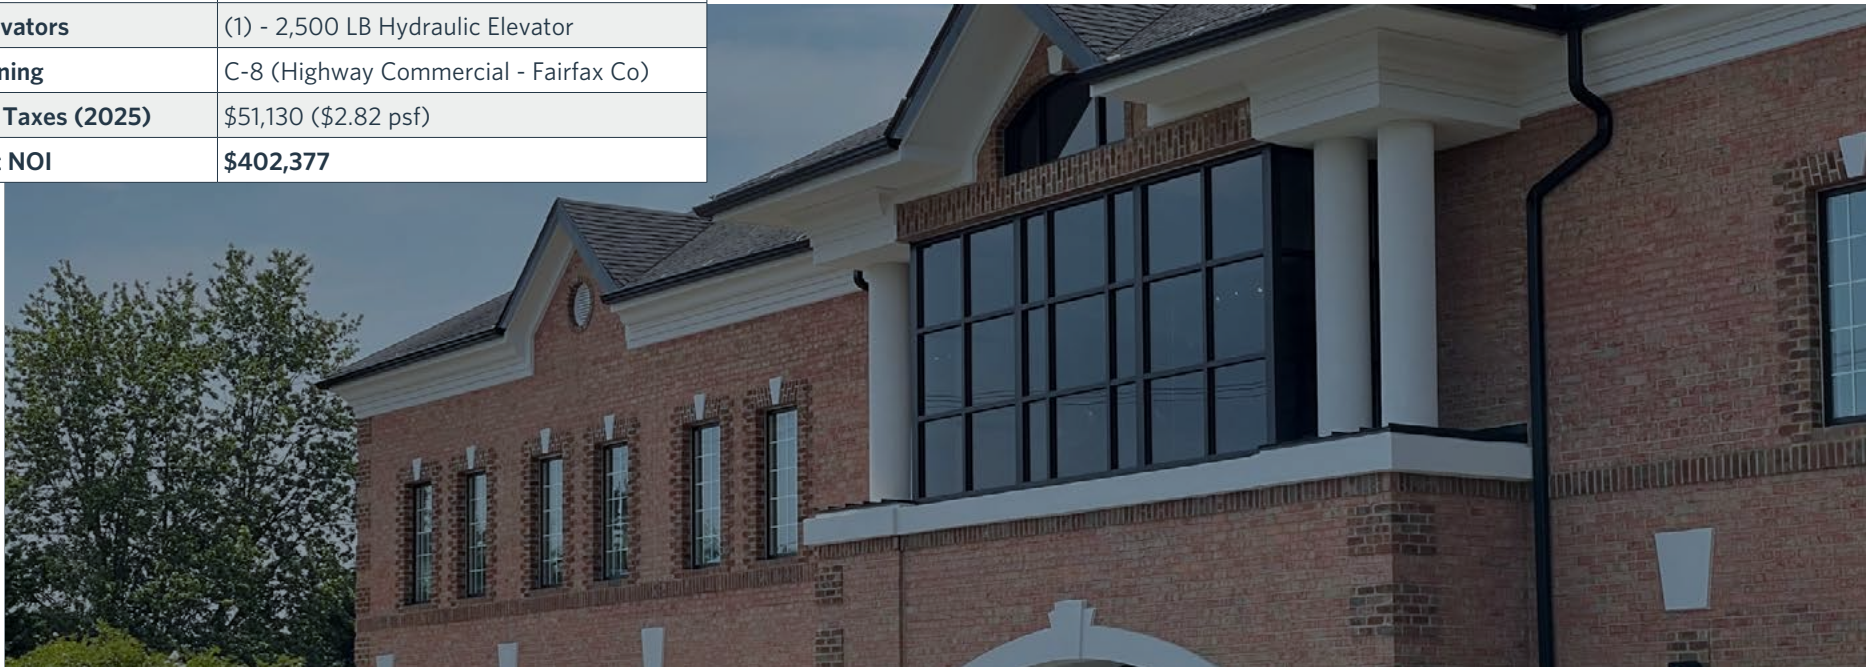 vators (1) - 2,500 LB Hydraulic Elevator
ning C-8 (Highway Commercial - Fairfax Co)
Taxes (2025) $51,130 ($2.82 psf)
NOI $402,377